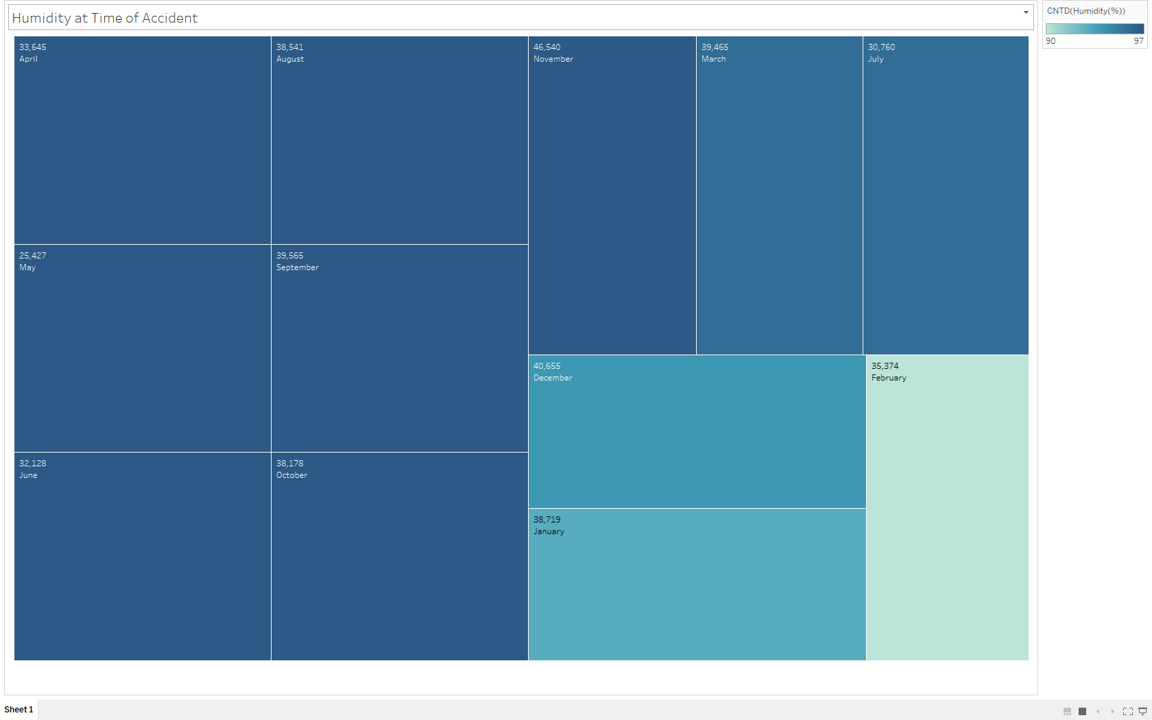 Humidity at Time of Accident
CNTD(Humidity(%))
90 97
33,645
April
38,541
August
46,540
November
39,465
March
30,760
July
25,427
May
39,565
September
40,655
December
35,374
February
32,128
June
38,178
October
38,719
January
Sheet 1